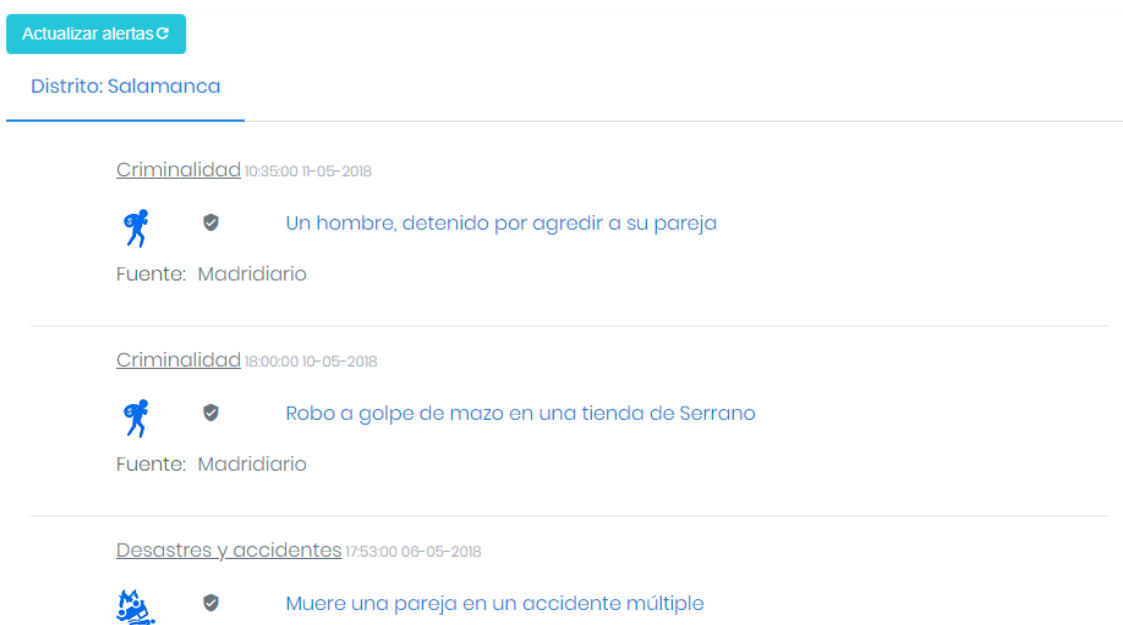 Actualizar alertas
Distrito: Salamanca
Criminalidad 10:35:00 11-05-2018
Un hombre, detenido por agredir a su pareja
Fuente: Madridiario
Criminalidad 18:00:00 10-05-2018
Robo a golpe de mazo en una tienda de Serrano
Fuente: Madridiario
Desastres y accidentes 17:53:00 06-05-2018
Muere una pareja en un accidente múltiple